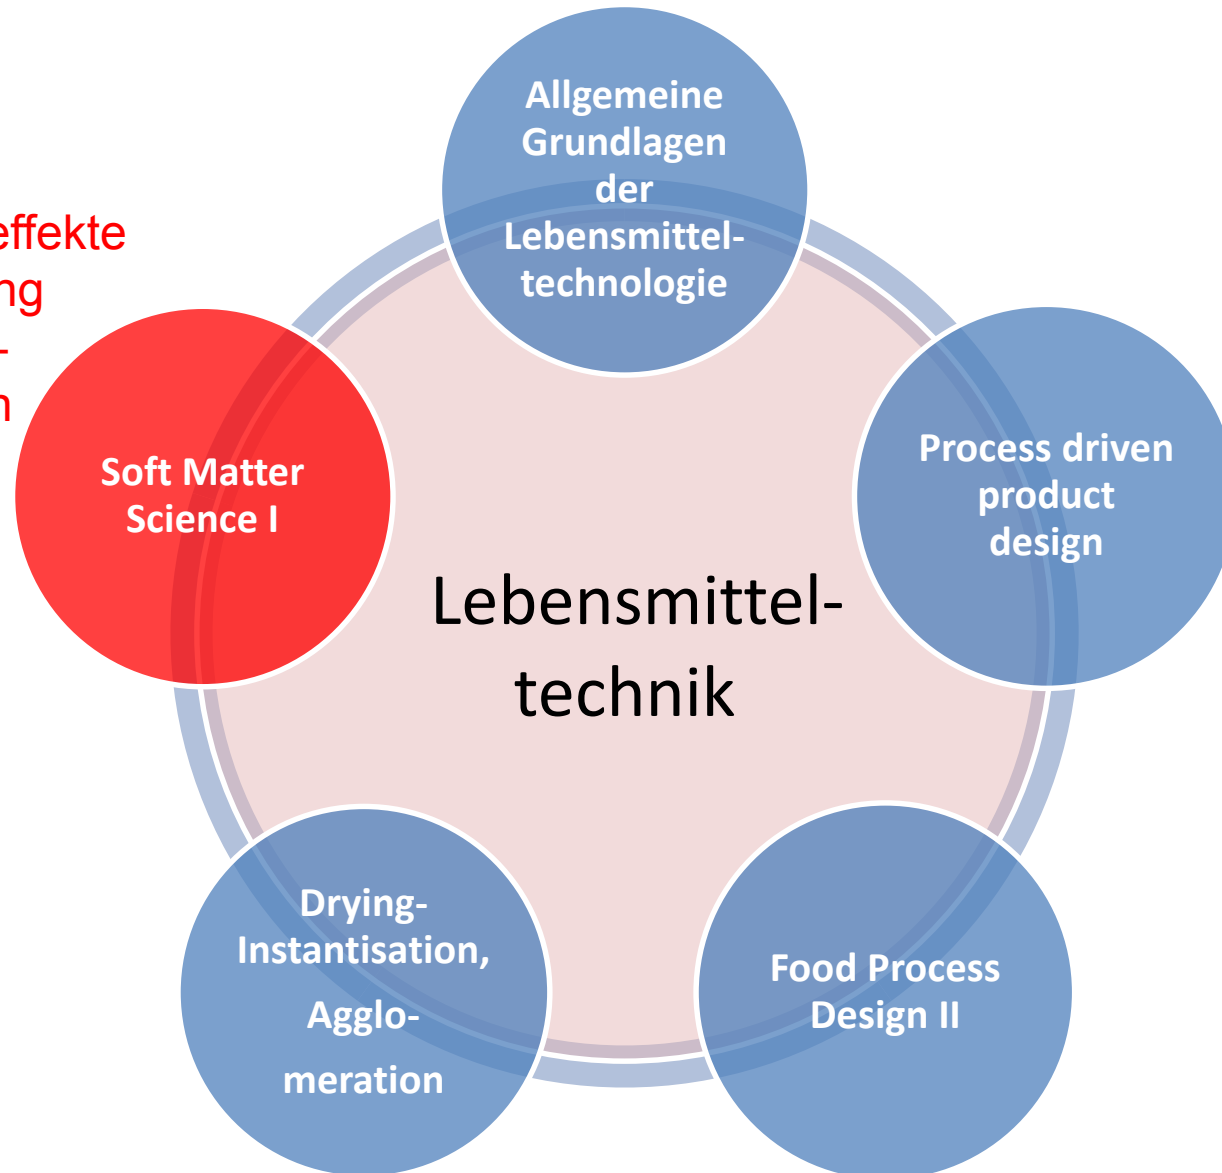 Allgemeine
Grundlagen
der
Lebensmittel-
technologie
effekte
ng
-
n
Soft Matter
Science I
Process driven
product
design
Lebensmittel-
technik
Drying-
Instantisation,
Agglo-
meration
Food Process
Design II